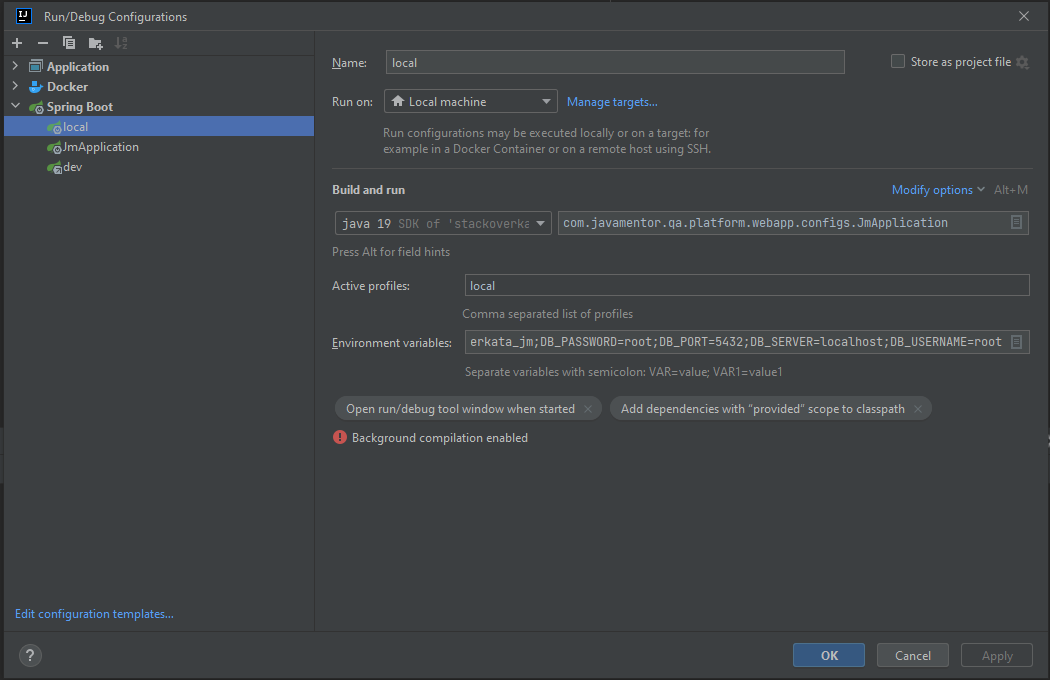 Run/Debug Configurations
Application
Docker
Spring Boot
local
JmApplication
dev
Edit configuration templates...
Name: local
Store as project file
Run on: Local machine Manage targets...
Run configurations may be executed locally or on a target: for
example in a Docker Container or on a remote host using SSH.
Build and run Modify options Alt+M
java 19 SDK of 'stackoverka com.javamentor.qa.platform.webapp.configs.JmApplication
Press Alt for field hints
Active profiles: local
Comma separated list of profiles
Environment variables: erkata_jm;DB_PASSWORD=root;DB_PORT=5432;DB_SERVER=localhost;DB_USERNAME=root
Separate variables with semicolon: VAR=value; VAR1=value1
Open run/debug tool window when started × Add dependencies with “provided” scope to classpath ×
Background compilation enabled
? OK Cancel Apply